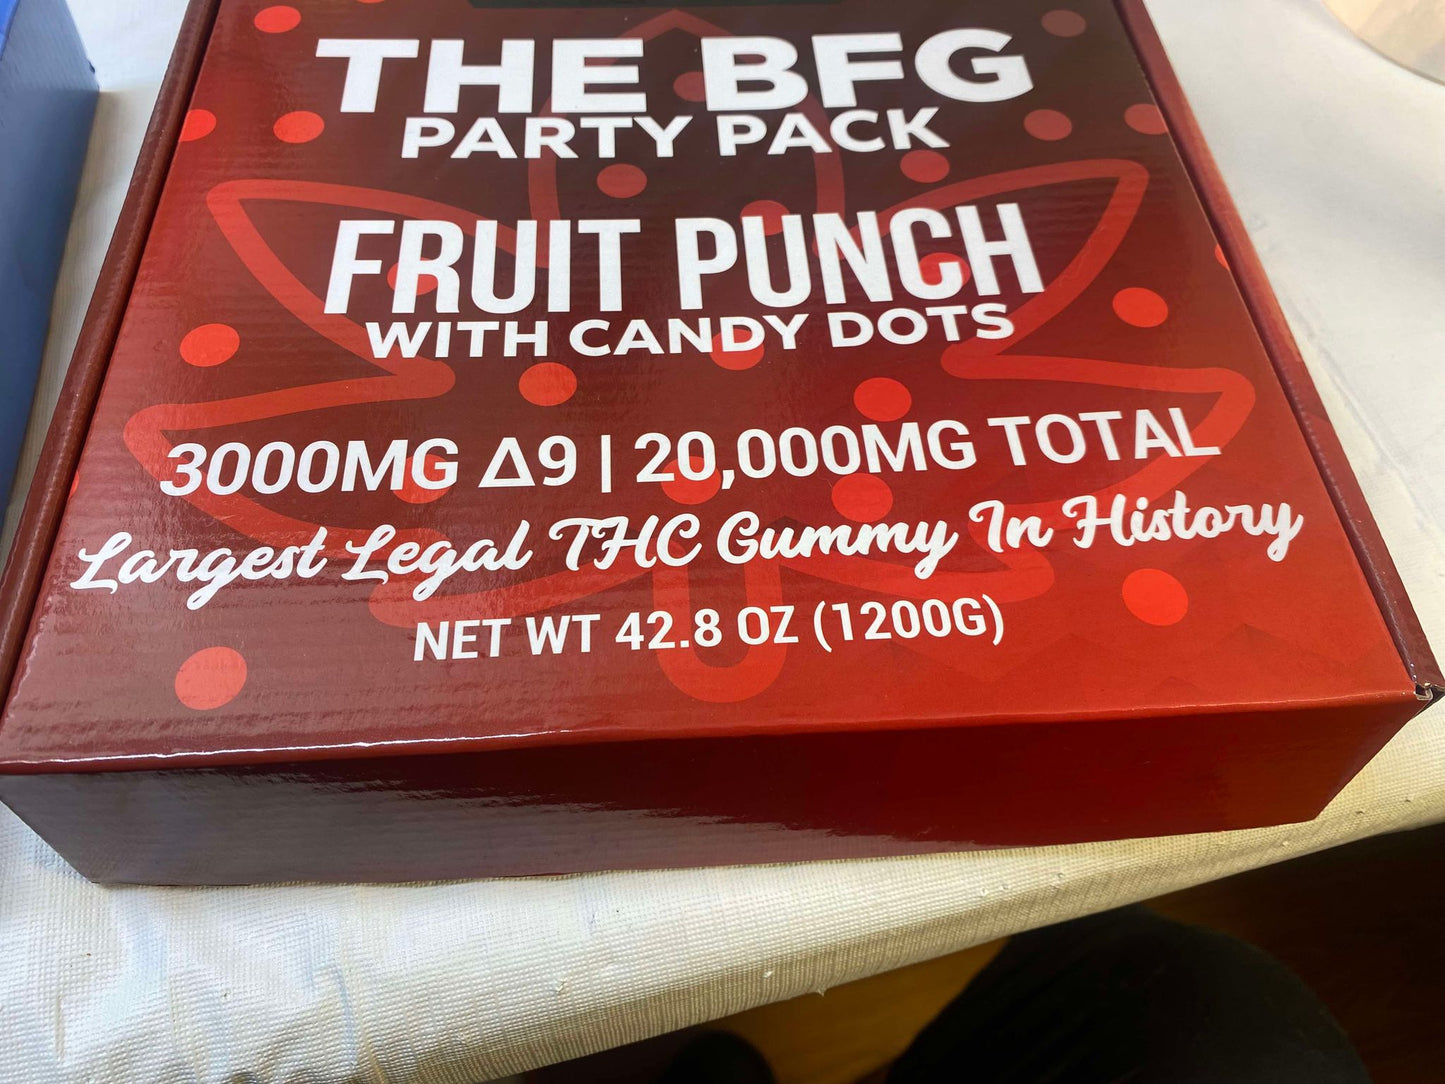 THE BFG
PARTY PACK
FRUIT PUNCH
WITH CANDY DOTS
3000MG Δ9 | 20,000MG TOTAL
Largest Legal THC Gummy In History
NET WT 42.8 OZ (1200G)